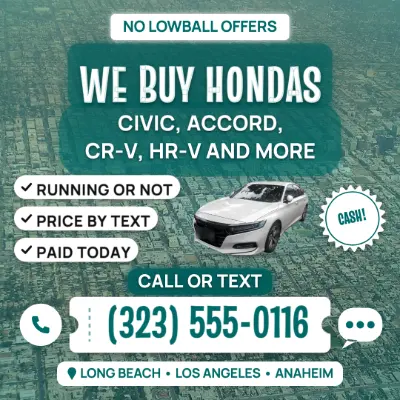 NO LOWBALL OFFERS
WE BUY HONDAS
CIVIC, ACCORD,
CR-V, HR-V AND MORE
RUNNING OR NOT
PRICE BY TEXT
PAID TODAY
CASH!
CALL OR TEXT
(323) 555-0116
LONG BEACH • LOS ANGELES • ANAHEIM